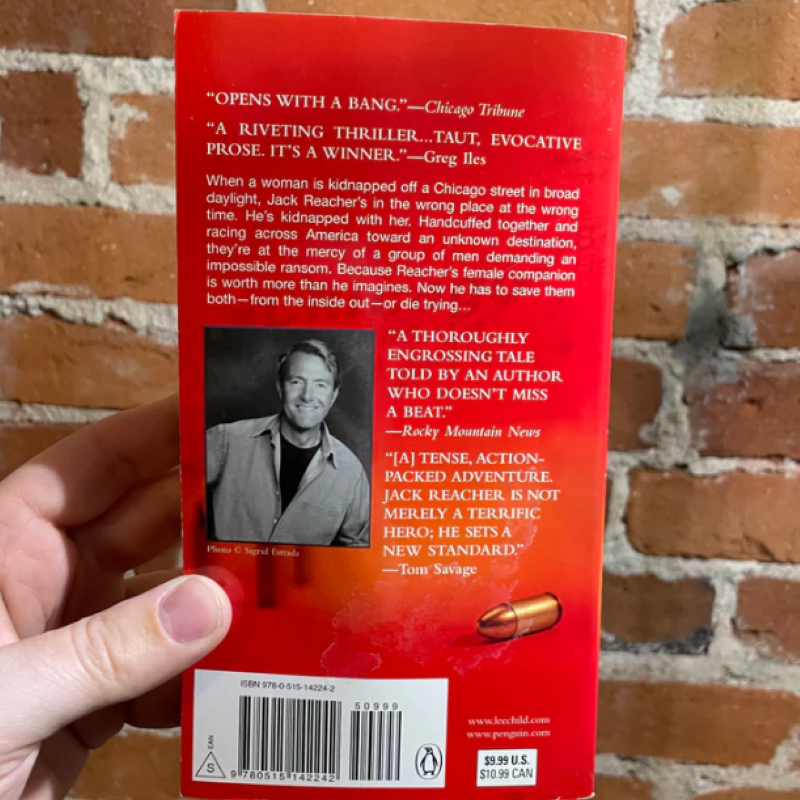 “OPENS WITH A BANG.”—Chicago Tribune
“A RIVETING THRILLER...TAUT, EVOCATIVE
PROSE. IT’S A WINNER.”—Greg Iles
When a woman is kidnapped off a Chicago street in broad
daylight, Jack Reacher’s in the wrong place at the wrong
time. He’s kidnapped with her. Handcuffed together and
racing across America toward an unknown destination,
they’re at the mercy of a group of men demanding an
impossible ransom. Because Reacher’s female companion
is worth more than he imagines. Now he has to save them
both—from the inside out—or die trying...
“A THOROUGHLY
ENGROSSING TALE
TOLD BY AN AUTHOR
WHO DOESN’T MISS
A BEAT.”
—Rocky Mountain News
“[A] TENSE, ACTION-
PACKED ADVENTURE.
JACK REACHER IS NOT
MERELY A TERRIFIC
HERO; HE SETS A
NEW STANDARD.”
—Tom Savage
Photo © Sigrid Estrada
ISBN 978-0-515-14224-2
50999
EAN
S
9 780515 142242
www.leechild.com
www.penguin.com
$9.99 U.S.
$10.99 CAN